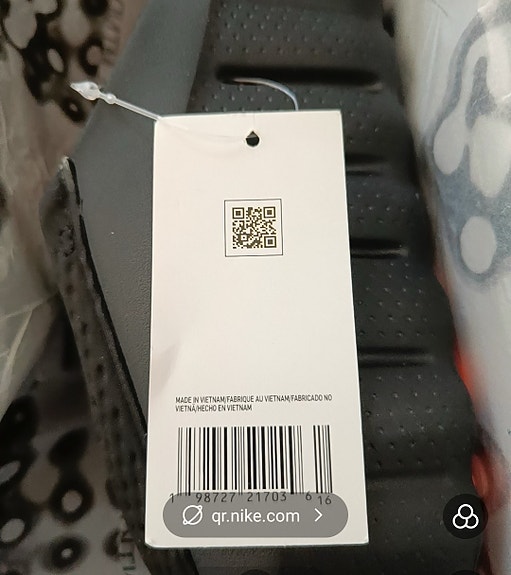 MADE IN VIETNAM/FABRIQUE AU VIETNAM/FABRICADO NO
VIETNÃ/HECHO EN VIETNAM
1 98727 21703 6 16
qr.nike.com